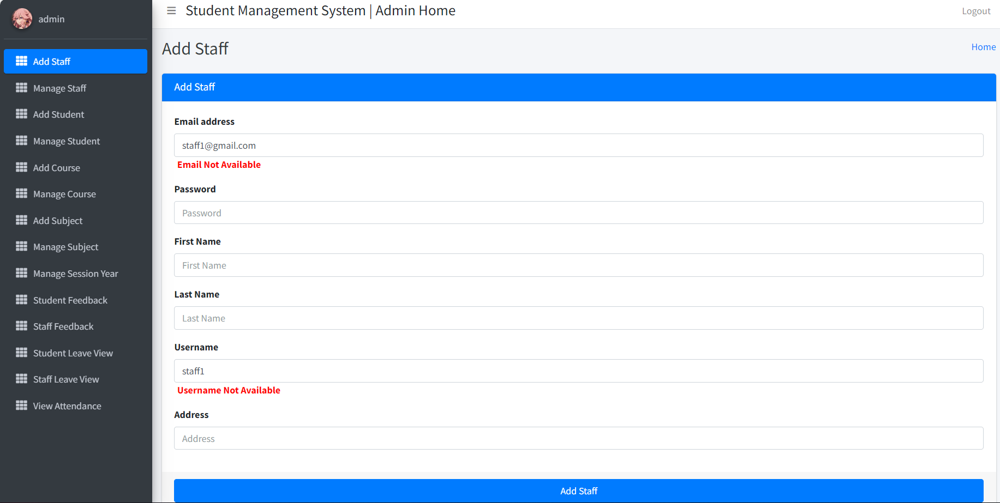 admin
Add Staff
Manage Staff
Add Student
Manage Student
Add Course
Manage Course
Add Subject
Manage Subject
Manage Session Year
Student Feedback
Staff Feedback
Student Leave View
Staff Leave View
View Attendance
Student Management System | Admin Home
Logout
Add Staff
Home
Add Staff
Email address
staff1@gmail.com
Email Not Available
Password
Password
First Name
First Name
Last Name
Last Name
Username
staff1
Username Not Available
Address
Address
Add Staff